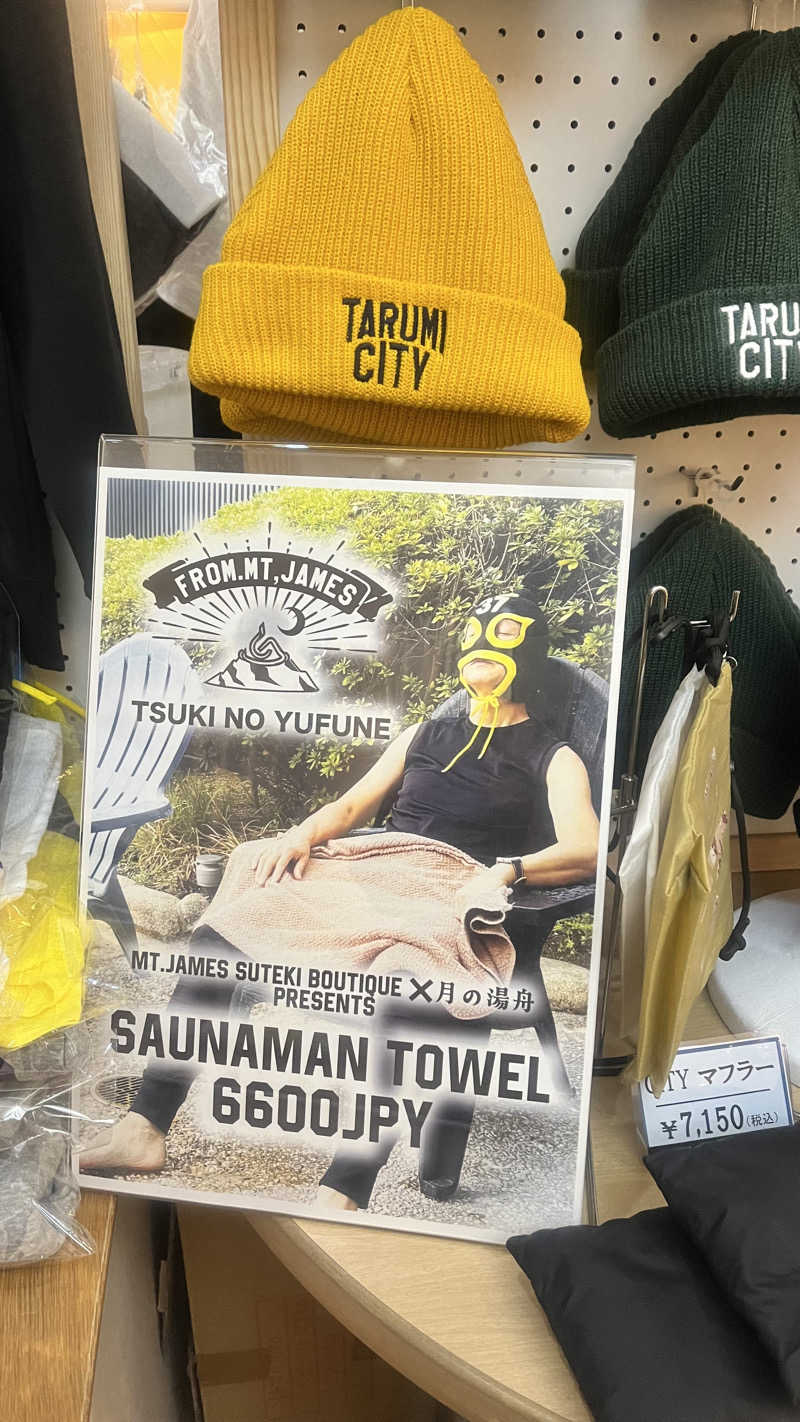 TARUMI
CITY
TARU
CITY
FROM.MT,JAMES
TSUKI NO YUFUNE
37
MT.JAMES SUTEKI BOUTIQUE ×月の湯舟
PRESENTS
SAUNAMAN TOWEL
6600JPY
CITY マフラー
¥7,150(税込)